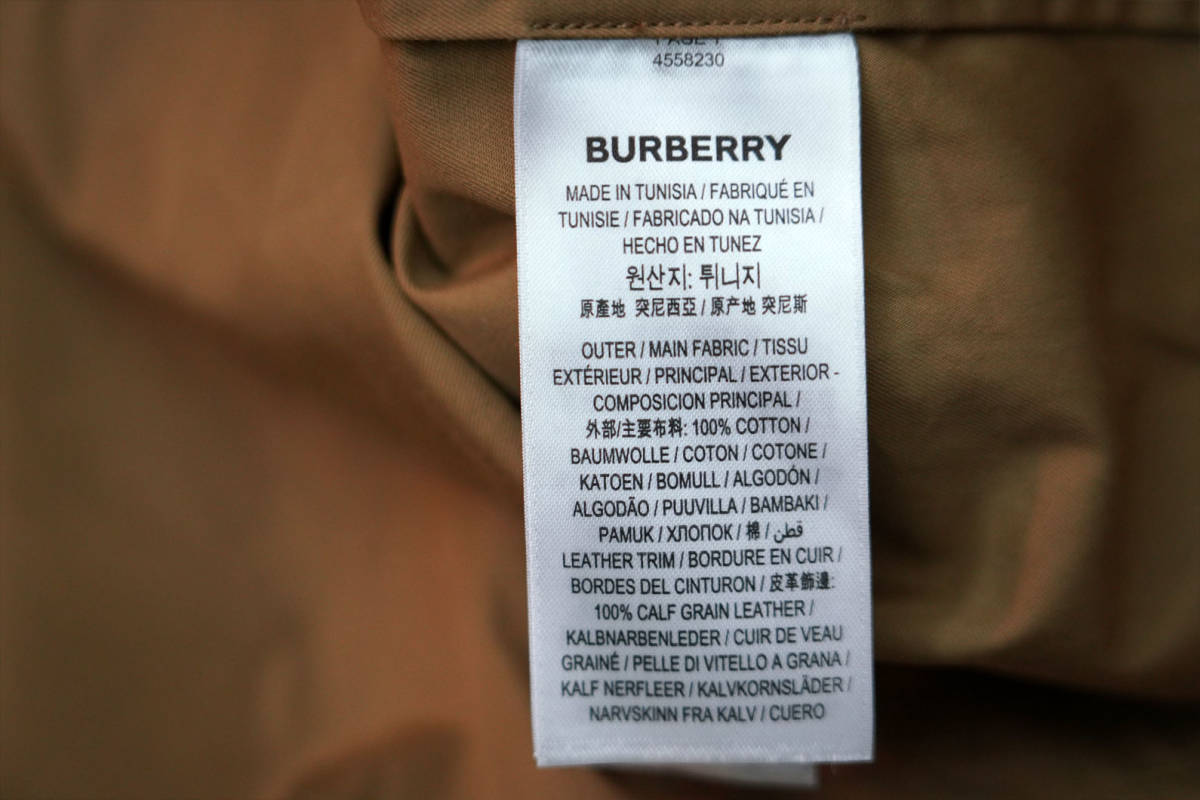 PAGE 1
4558230
BURBERRY
MADE IN TUNISIA / FABRIQUÉ EN
TUNISIE / FABRICADO NA TUNISIA /
HECHO EN TUNEZ
원산지: 튀니지
原產地 突尼西亞 / 原产地 突尼斯
OUTER / MAIN FABRIC / TISSU
EXTÉRIEUR / PRINCIPAL / EXTERIOR -
COMPOSICION PRINCIPAL /
外部/主要布料: 100% COTTON /
BAUMWOLLE / COTON / COTONE /
KATOEN / BOMULL / ALGODÓN /
ALGODÃO / PUUVILLA / BAMBAKI /
PAMUK / ХЛОПОК / 棉 / قطن
LEATHER TRIM / BORDURE EN CUIR /
BORDES DEL CINTURON / 皮革飾邊:
100% CALF GRAIN LEATHER /
KALBNARBENLEDER / CUIR DE VEAU
GRAINÉ / PELLE DI VITELLO A GRANA /
KALF NERFLEER / KALVKORNSLÄDER /
NARVSKINN FRA KALV / CUERO